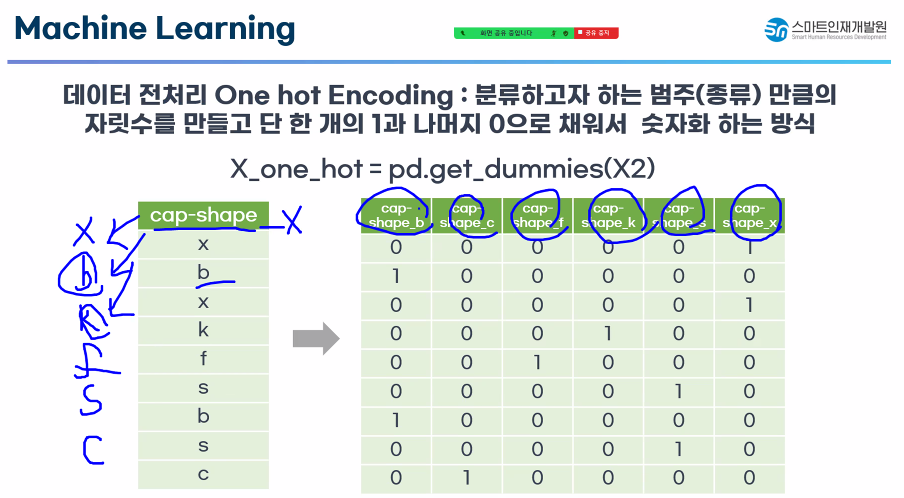 Machine Learning
화면 공유 중입니다
공유 중지
스마트인재개발원
Smart Human Resources Development
데이터 전처리 One hot Encoding : 분류하고자 하는 범주(종류) 만큼의
자릿수를 만들고 단 한 개의 1과 나머지 0으로 채워서 숫자화 하는 방식
X_one_hot = pd.get_dummies(X2)
cap-shape
x
b
x
k
f
s
b
s
c
X
X
b
k
f
S
C
cap-shape_b cap-shape_c cap-shape_f cap-shape_k cap-shape_s cap-shape_x
0 0 0 0 0 1
1 0 0 0 0 0
0 0 0 0 0 1
0 0 0 1 0 0
0 0 1 0 0 0
0 0 0 0 1 0
1 0 0 0 0 0
0 0 0 0 1 0
0 1 0 0 0 0